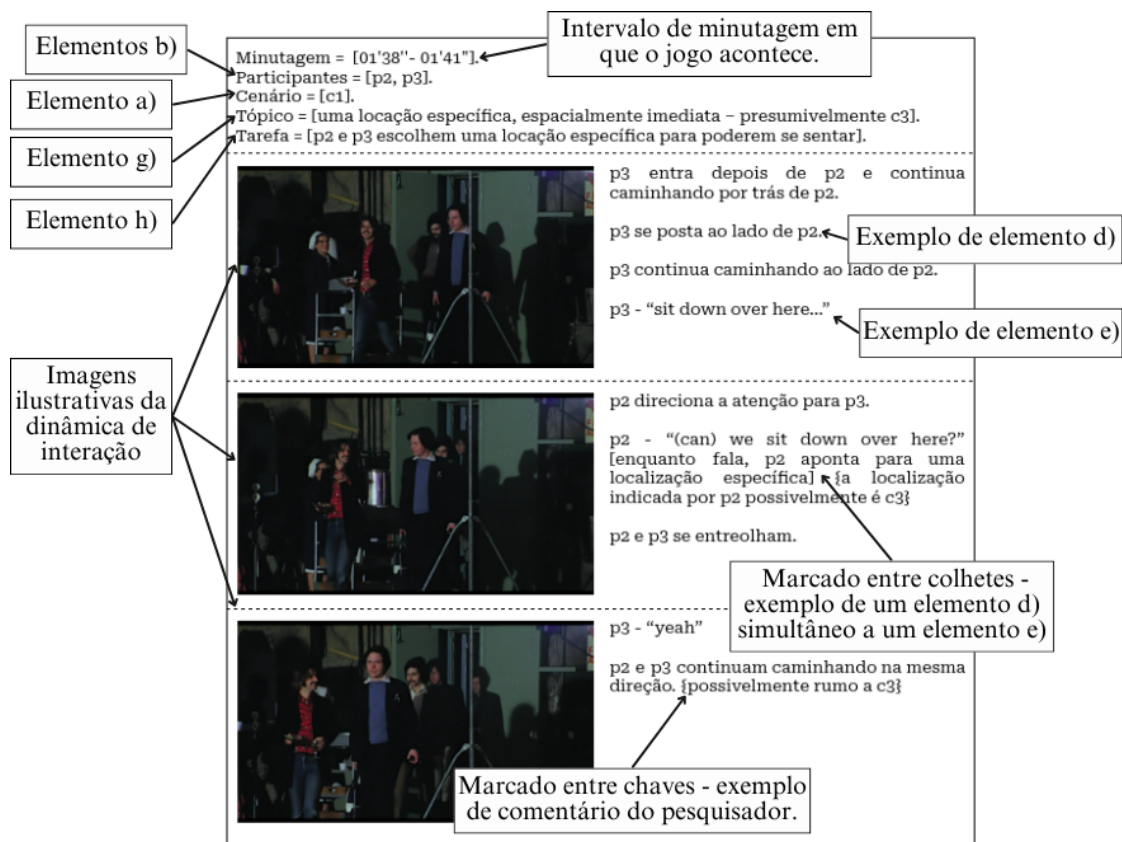 Elementos b)
Elemento a)
Elemento g)
Elemento h)
Intervalo de minutagem em
que o jogo acontece.
Minutagem = [01'38''- 01'41"].
Participantes = [p2, p3].
Cenário = [c1].
Tópico = [uma locação específica, espacialmente imediata – presumivelmente c3].
Tarefa = [p2 e p3 escolhem uma locação específica para poderem se sentar].
p3 entra depois de p2 e continua
caminhando por trás de p2.
p3 se posta ao lado de p2.
Exemplo de elemento d)
p3 continua caminhando ao lado de p2.
p3 - “sit down over here...”
Exemplo de elemento e)
Imagens
ilustrativas da
dinâmica de
interação
p2 direciona a atenção para p3.
p2 - “(can) we sit down over here?”
[enquanto fala, p2 aponta para uma
localização específica] {a localização
indicada por p2 possivelmente é c3}
p2 e p3 se entreolham.
Marcado entre colhetes -
exemplo de um elemento d)
simultâneo a um elemento e)
p3 - “yeah”
p2 e p3 continuam caminhando na mesma
direção. {possivelmente rumo a c3}
Marcado entre chaves - exemplo
de comentário do pesquisador.